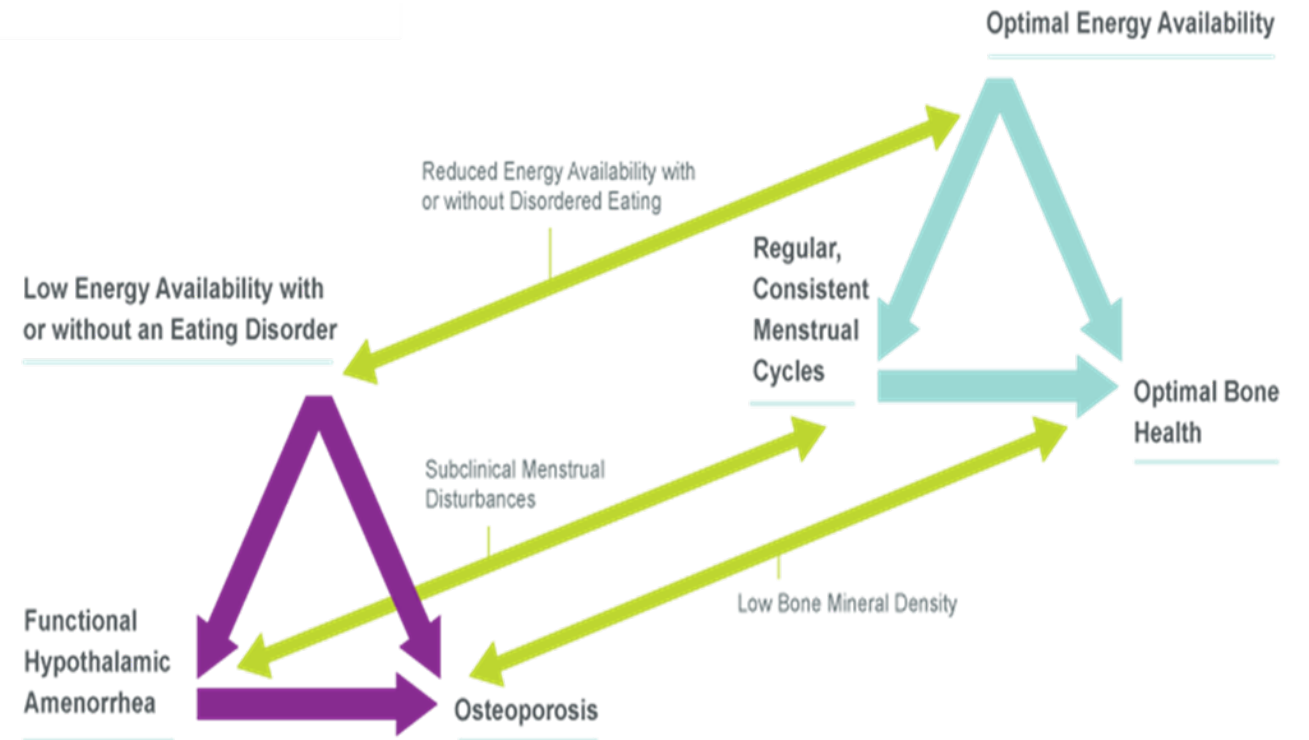 Optimal Energy Availability
Reduced Energy Availability with
or without Disordered Eating
Regular,
Consistent
Menstrual
Cycles
Low Energy Availability with
or without an Eating Disorder
Optimal Bone
Health
Subclinical Menstrual
Disturbances
Low Bone Mineral Density
Functional
Hypothalamic
Amenorrhea
Osteoporosis